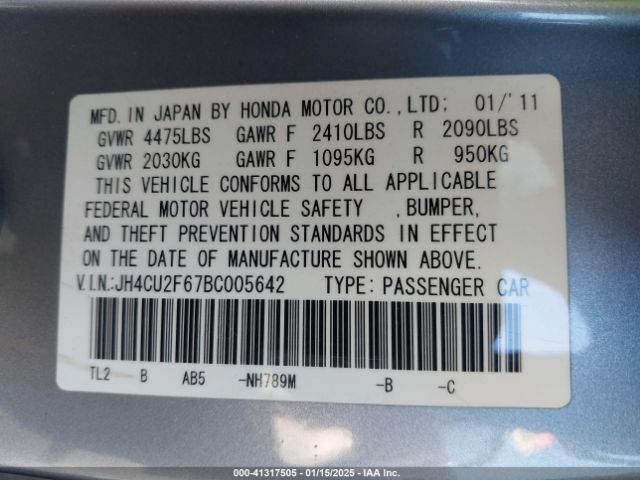 MFD. IN JAPAN BY HONDA MOTOR CO.,LTD: 01/'11
GVWR 4475LBS GAWR F 2410LBS R 2090LBS
GVWR 2030KG GAWR F 1095KG R 950KG
THIS VEHICLE CONFORMS TO ALL APPLICABLE
FEDERAL MOTOR VEHICLE SAFETY ,BUMPER,
AND THEFT PREVENTION STANDARDS IN EFFECT
ON THE DATE OF MANUFACTURE SHOWN ABOVE.
V.I.N.:JH4CU2F67BC005642 TYPE: PASSENGER CAR
TL2 B AB5 -NH789M -B -C
000-41317505 - 01/15/2025 - IAA Inc.